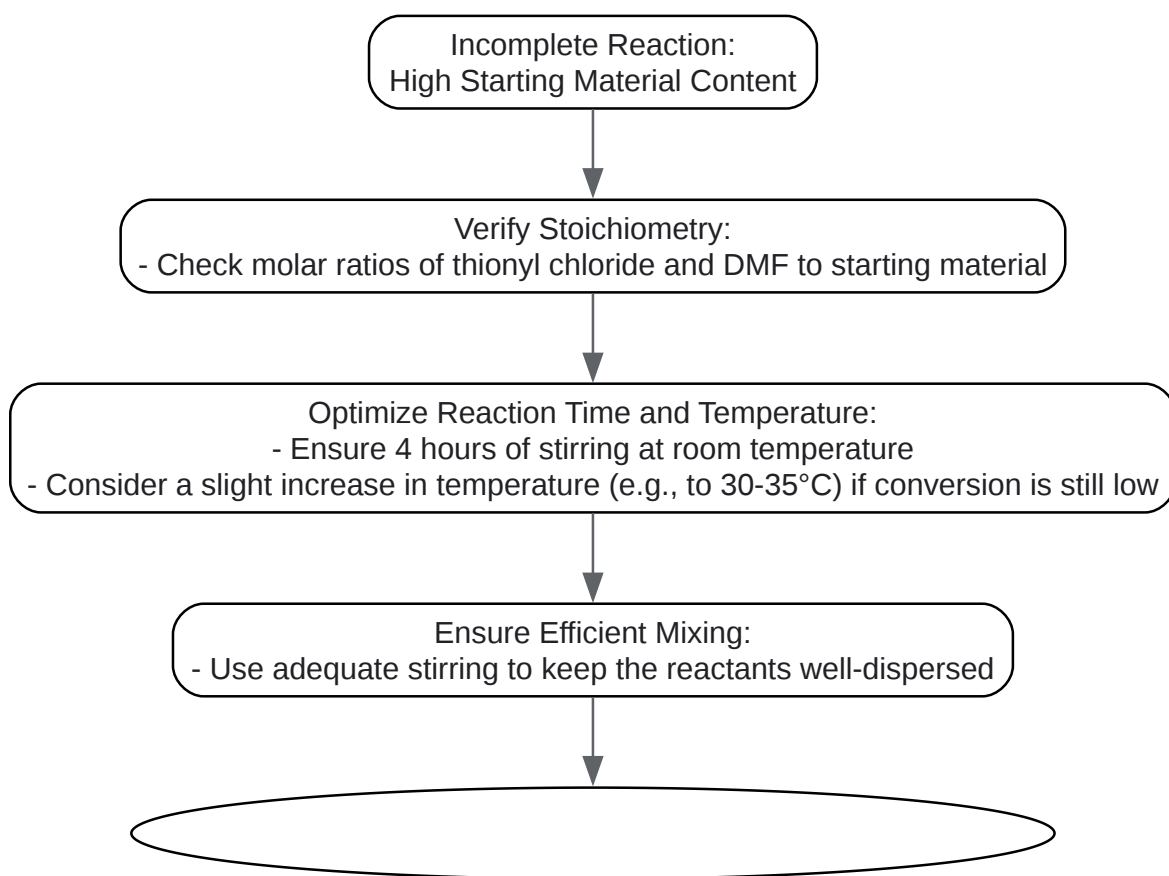 Incomplete Reaction:
High Starting Material Content
Verify Stoichiometry:
- Check molar ratios of thionyl chloride and DMF to starting material
Optimize Reaction Time and Temperature:
- Ensure 4 hours of stirring at room temperature
- Consider a slight increase in temperature (e.g., to 30-35°C) if conversion is still low
Ensure Efficient Mixing:
- Use adequate stirring to keep the reactants well-dispersed